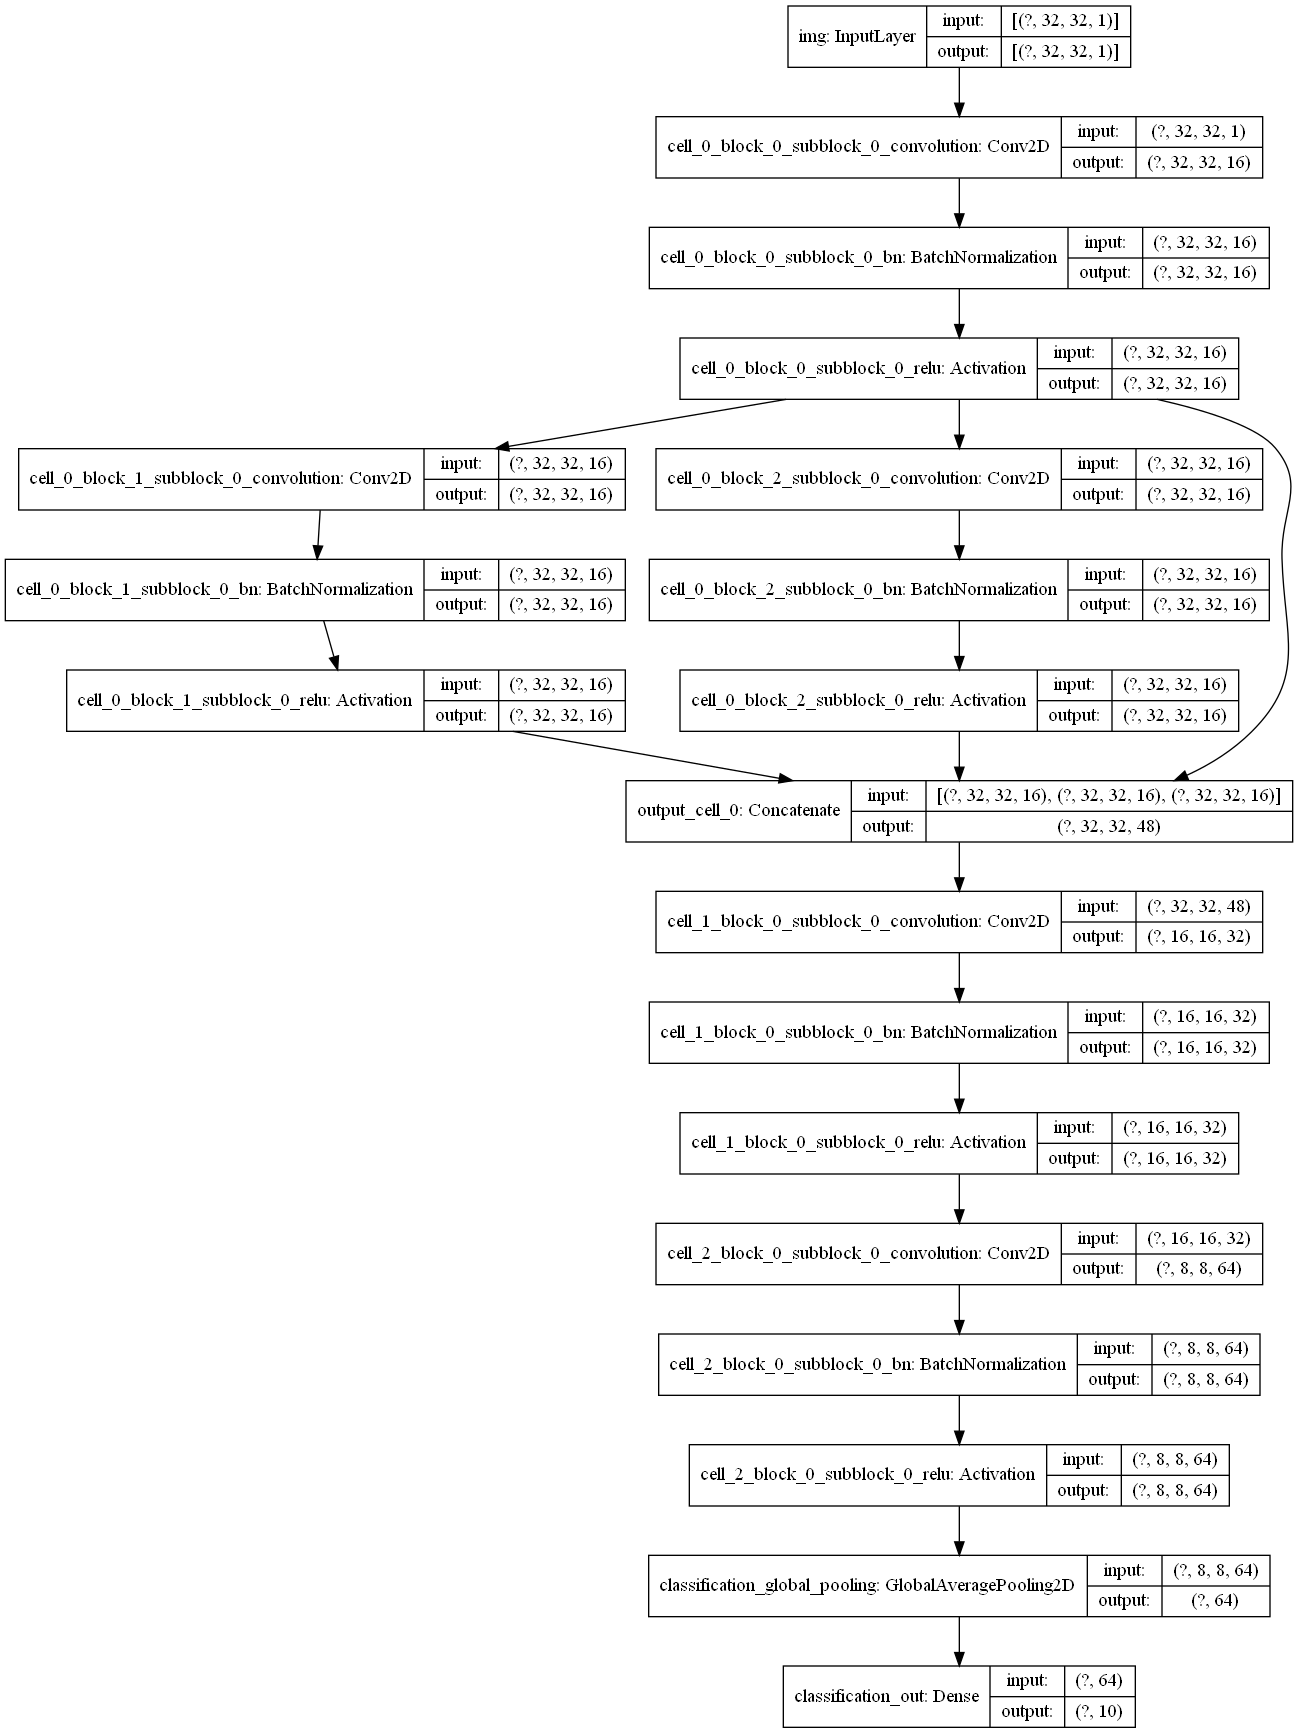 img: InputLayer
input:
[(?, 32, 32, 1)]
output:
[(?, 32, 32, 1)]
cell_0_block_0_subblock_0_convolution: Conv2D
input:
(?, 32, 32, 1)
output:
(?, 32, 32, 16)
cell_0_block_0_subblock_0_bn: BatchNormalization
input:
(?, 32, 32, 16)
output:
(?, 32, 32, 16)
cell_0_block_0_subblock_0_relu: Activation
input:
(?, 32, 32, 16)
output:
(?, 32, 32, 16)
cell_0_block_1_subblock_0_convolution: Conv2D
input:
(?, 32, 32, 16)
output:
(?, 32, 32, 16)
cell_0_block_2_subblock_0_convolution: Conv2D
input:
(?, 32, 32, 16)
output:
(?, 32, 32, 16)
cell_0_block_1_subblock_0_bn: BatchNormalization
input:
(?, 32, 32, 16)
output:
(?, 32, 32, 16)
cell_0_block_2_subblock_0_bn: BatchNormalization
input:
(?, 32, 32, 16)
output:
(?, 32, 32, 16)
cell_0_block_1_subblock_0_relu: Activation
input:
(?, 32, 32, 16)
output:
(?, 32, 32, 16)
cell_0_block_2_subblock_0_relu: Activation
input:
(?, 32, 32, 16)
output:
(?, 32, 32, 16)
output_cell_0: Concatenate
input:
[(?, 32, 32, 16), (?, 32, 32, 16), (?, 32, 32, 16)]
output:
(?, 32, 32, 48)
cell_1_block_0_subblock_0_convolution: Conv2D
input:
(?, 32, 32, 48)
output:
(?, 16, 16, 32)
cell_1_block_0_subblock_0_bn: BatchNormalization
input:
(?, 16, 16, 32)
output:
(?, 16, 16, 32)
cell_1_block_0_subblock_0_relu: Activation
input:
(?, 16, 16, 32)
output:
(?, 16, 16, 32)
cell_2_block_0_subblock_0_convolution: Conv2D
input:
(?, 16, 16, 32)
output:
(?, 8, 8, 64)
cell_2_block_0_subblock_0_bn: BatchNormalization
input:
(?, 8, 8, 64)
output:
(?, 8, 8, 64)
cell_2_block_0_subblock_0_relu: Activation
input:
(?, 8, 8, 64)
output:
(?, 8, 8, 64)
classification_global_pooling: GlobalAveragePooling2D
input:
(?, 8, 8, 64)
output:
(?, 64)
classification_out: Dense
input:
(?, 64)
output:
(?, 10)